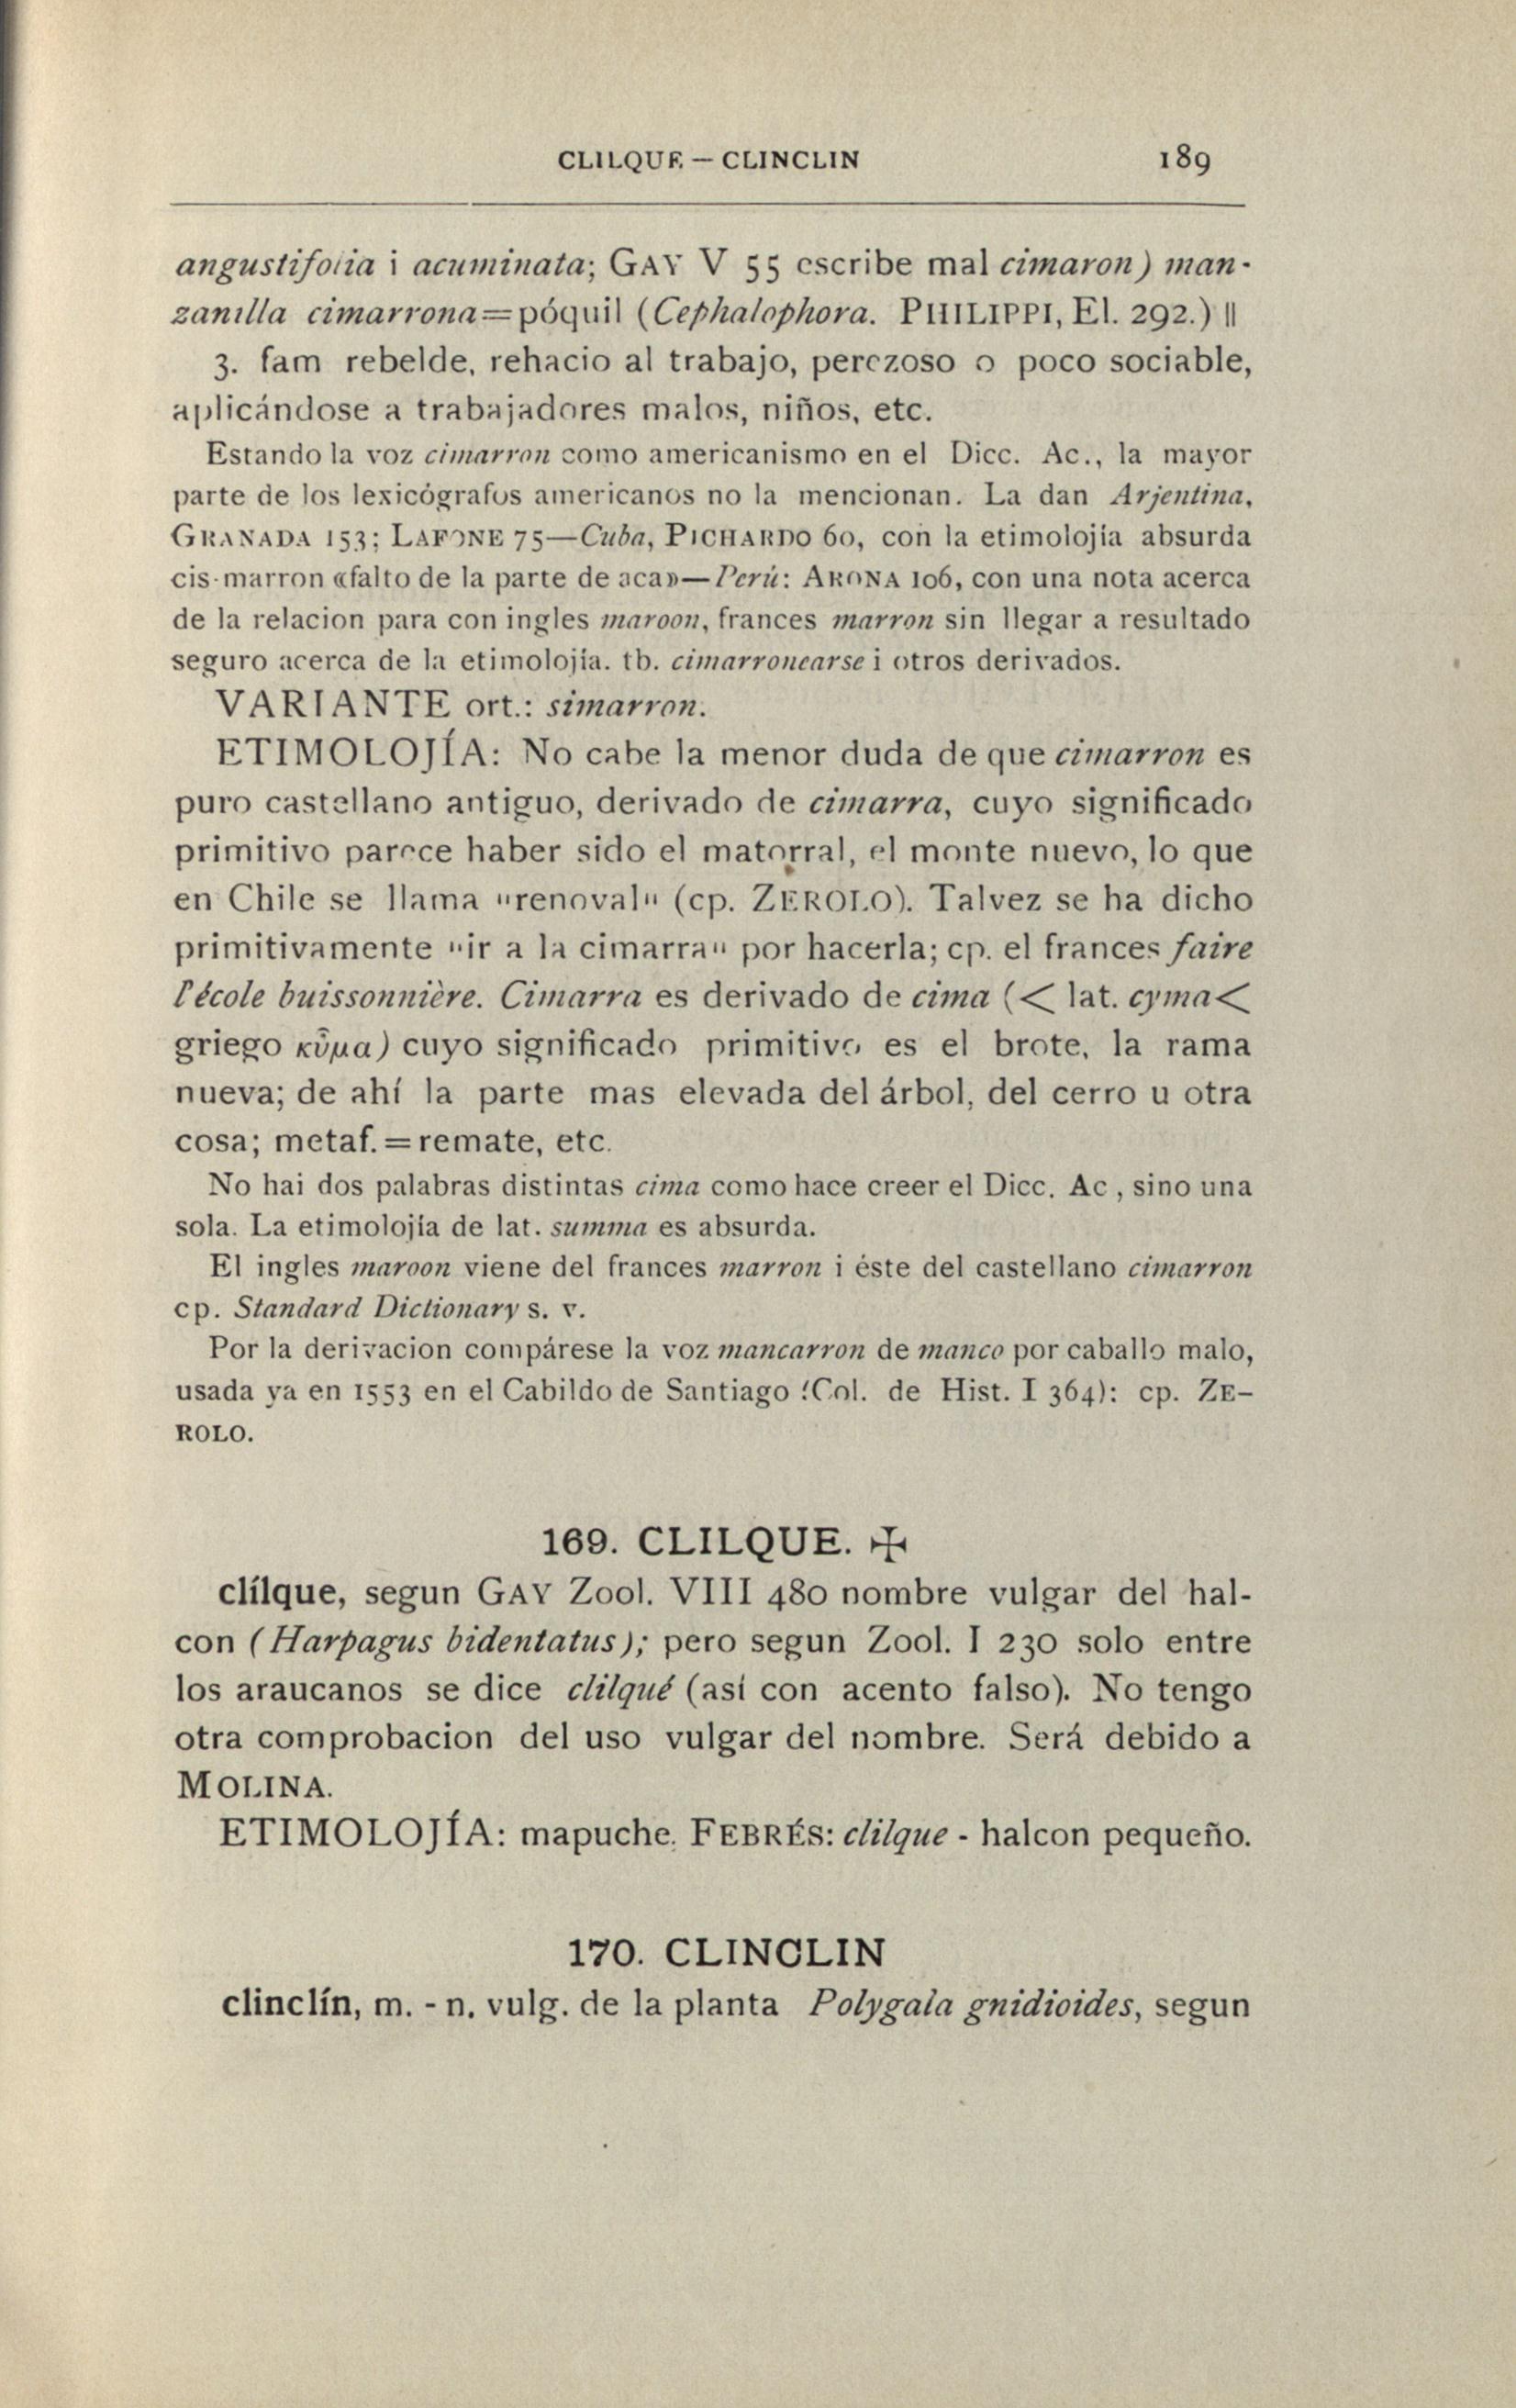 CLILQUE — CLINCLIN 189
angustifolia i acuminata; GAY V 55 escribe mal cimaron) man-
zanilla cimarrona=póquil (Cephalophora. PHILIPPI, El. 292.) ||
3. fam rebelde, rehacio al trabajo, perezoso o poco sociable,
aplicándose a trabajadores malos, niños, etc.
Estando la voz cimarron como americanismo en el Dicc. Ac., la mayor
parte de los lexicógrafos americanos no la mencionan. La dan Arjentina,
GRANADA 153; LAFONE 75—Cuba, PICHARDO 60, con la etimolojía absurda
cis-marron «falto de la parte de aca»—Perú: ARONA 106, con una nota acerca
de la relacion para con ingles maroon, frances marron sin llegar a resultado
seguro acerca de la etimolojía. tb. cimarronearse i otros derivados.
VARIANTE ort.: simarron.
ETIMOLOJÍA: No cabe la menor duda de que cimarron es
puro castellano antiguo, derivado de cimarra, cuyo significado
primitivo parece haber sido el matorral, el monte nuevo, lo que
en Chile se llama "renoval" (cp. ZEROLO). Talvez se ha dicho
primitivamente "ir a la cimarra" por hacerla; cp. el frances faire
l'école buissonnière. Cimarra es derivado de cima (< lat. cyma<
griego κῦμα) cuyo significado primitivo es el brote, la rama
nueva; de ahí la parte mas elevada del árbol, del cerro u otra
cosa; metaf.=remate, etc.
No hai dos palabras distintas cima como hace creer el Dicc. Ac, sino una
sola. La etimolojía de lat. summa es absurda.
El ingles maroon viene del frances marron i éste del castellano cimarron
cp. Standard Dictionary s. v.
Por la derivacion compárese la voz mancarron de manco por caballo malo,
usada ya en 1553 en el Cabildo de Santiago (Col. de Hist. I 364): cp. ZE-
ROLO.
169. CLILQUE. ✠
clílque, segun GAY Zool. VIII 480 nombre vulgar del hal-
con (Harpagus bidentatus); pero segun Zool. I 230 solo entre
los araucanos se dice clilqué (así con acento falso). No tengo
otra comprobacion del uso vulgar del nombre. Será debido a
MOLINA.
ETIMOLOJÍA: mapuche. FEBRÉS: clilque - halcon pequeño.
170. CLINCLIN
clinclín, m. - n. vulg. de la planta Polygala gnidioides, segun